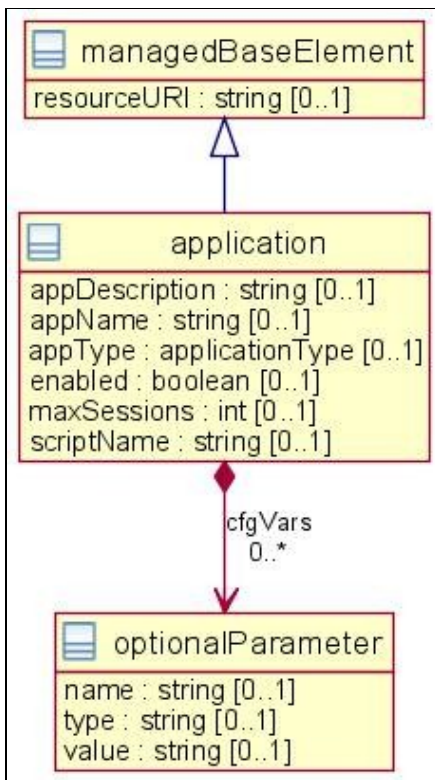 managedBaseElement
resourceURI : string [0..1]
application
appDescription : string [0..1]
appName : string [0..1]
appType : applicationType [0..1]
enabled : boolean [0..1]
maxSessions : int [0..1]
scriptName : string [0..1]
cfgVars
0..*
optionalParameter
name : string [0..1]
type : string [0..1]
value : string [0..1]